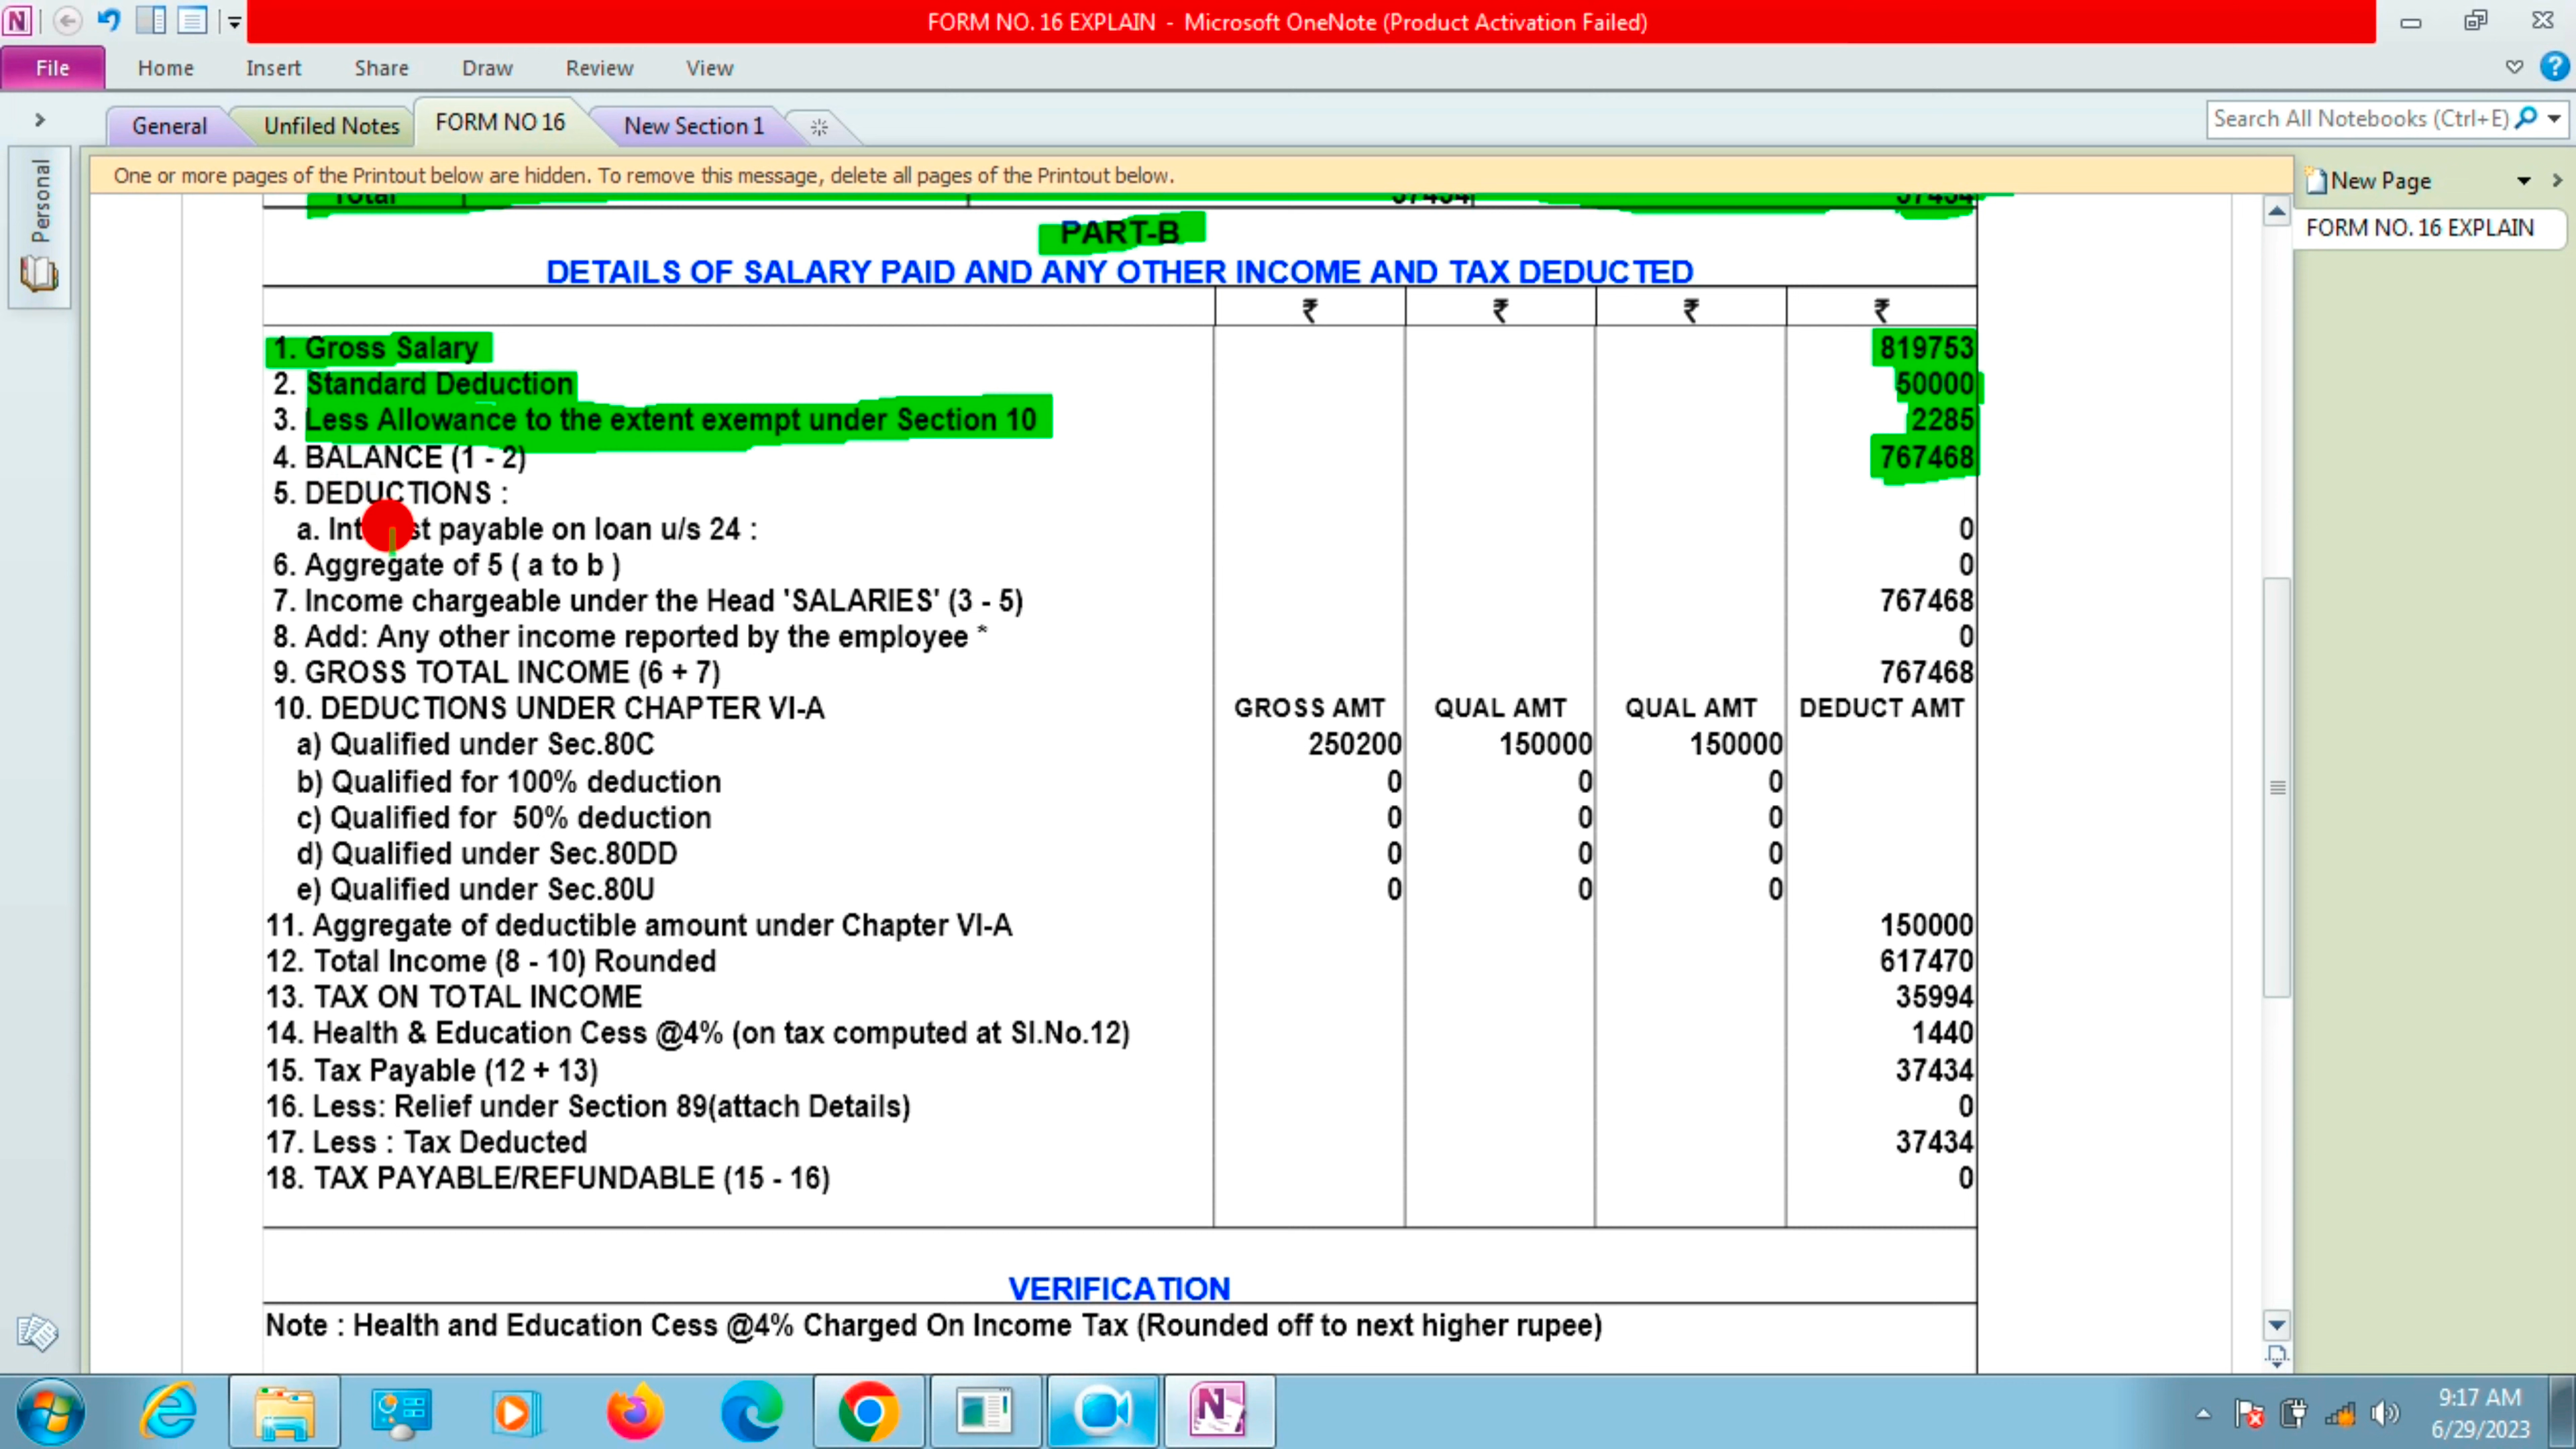 FORM NO. 16 EXPLAIN - Microsoft OneNote (Product Activation Failed)
File Home Insert Share Draw Review View
General Unfiled Notes FORM NO 16 New Section 1
Search All Notebooks (Ctrl+E)
Personal
One or more pages of the Printout below are hidden. To remove this message, delete all pages of the Printout below.
New Page
FORM NO. 16 EXPLAIN
Total 37434 37434
PART-B
DETAILS OF SALARY PAID AND ANY OTHER INCOME AND TAX DEDUCTED
₹ ₹ ₹ ₹
1. Gross Salary 819753
2. Standard Deduction 50000
3. Less Allowance to the extent exempt under Section 10 2285
4. BALANCE (1 - 2) 767468
5. DEDUCTIONS :
a. payable on loan u/s 24 : 0
6. Aggregate of 5 ( a to b ) 0
7. Income chargeable under the Head 'SALARIES' (3 - 5) 767468
8. Add: Any other income reported by the employee * 0
9. GROSS TOTAL INCOME (6 + 7) 767468
10. DEDUCTIONS UNDER CHAPTER VI-A GROSS AMT QUAL AMT QUAL AMT DEDUCT AMT
a) Qualified under Sec.80C 250200 150000 150000
b) Qualified for 100% deduction 0 0 0
c) Qualified for 50% deduction 0 0 0
d) Qualified under Sec.80DD 0 0 0
e) Qualified under Sec.80U 0 0 0
11. Aggregate of deductible amount under Chapter VI-A 150000
12. Total Income (8 - 10) Rounded 617470
13. TAX ON TOTAL INCOME 35994
14. Health & Education Cess @4% (on tax computed at SI.No.12) 1440
15. Tax Payable (12 + 13) 37434
16. Less: Relief under Section 89(attach Details) 0
17. Less : Tax Deducted 37434
18. TAX PAYABLE/REFUNDABLE (15 - 16) 0
VERIFICATION
Note : Health and Education Cess @4% Charged On Income Tax (Rounded off to next higher rupee)
9:17 AM
6/29/2023